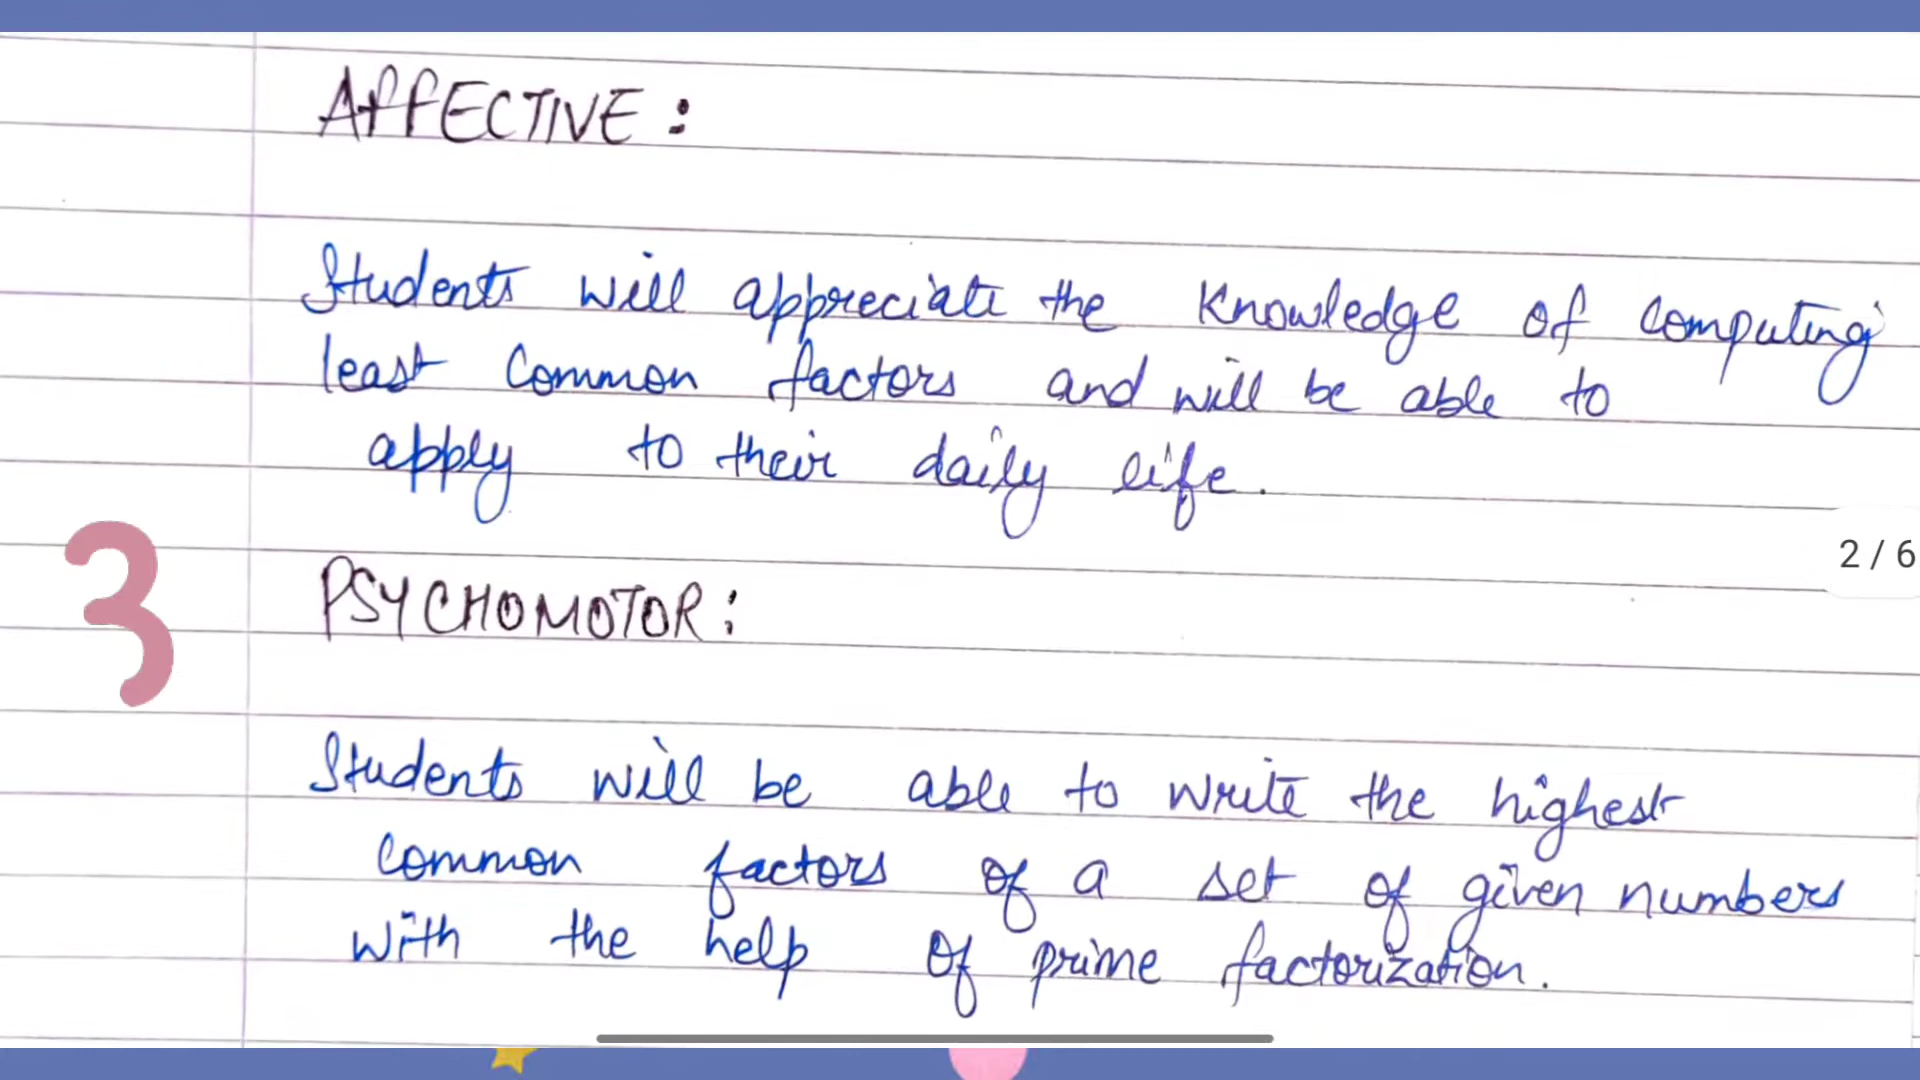 AFFECTIVE :
Students will appreciate the knowledge of computing
least common factors and will be able to
apply to their daily life.
2 / 6
3
PSYCHOMOTOR :
Students will be able to write the highest
common factors of a set of given numbers
with the help of prime factorization.